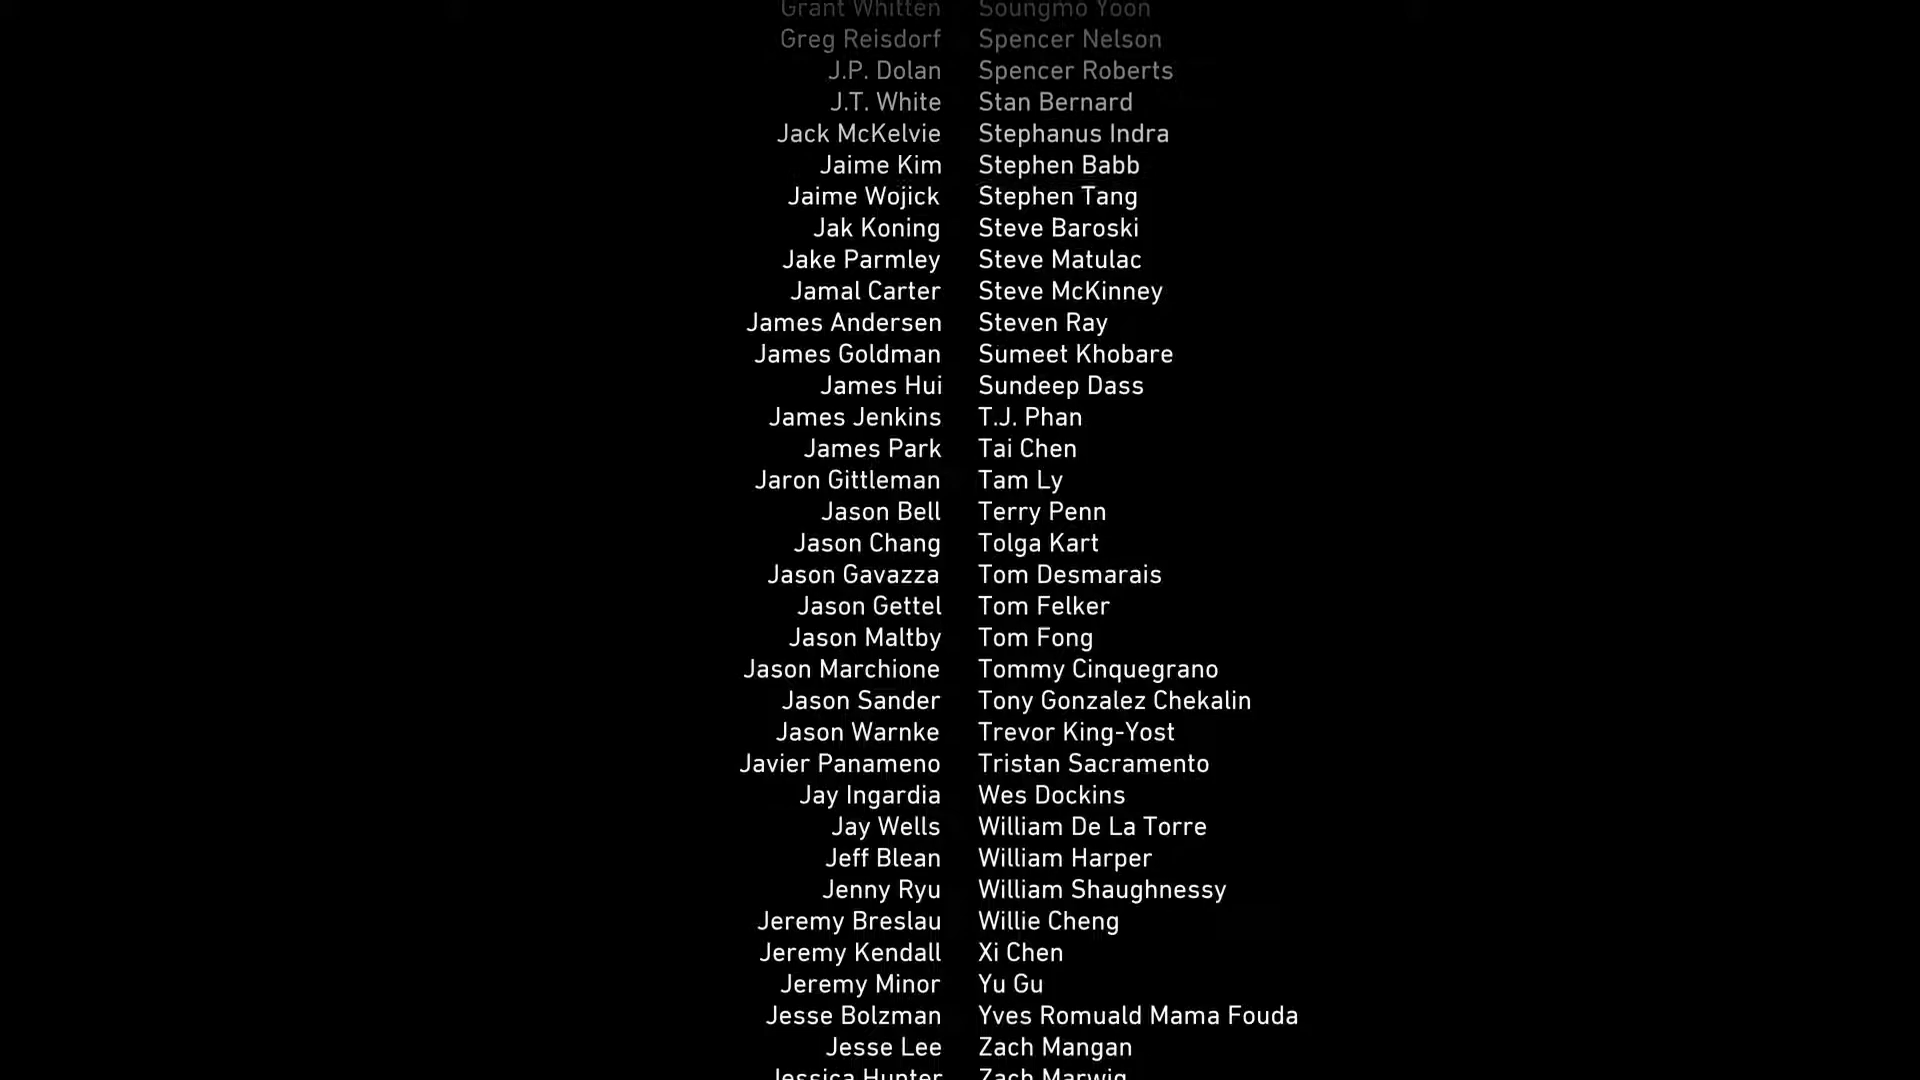 Grant Whitten Soungmo Yoon
Greg Reisdorf Spencer Nelson
J.P. Dolan Spencer Roberts
J.T. White Stan Bernard
Jack McKelvie Stephanus Indra
Jaime Kim Stephen Babb
Jaime Wojick Stephen Tang
Jak Koning Steve Baroski
Jake Parmley Steve Matulac
Jamal Carter Steve McKinney
James Andersen Steven Ray
James Goldman Sumeet Khobare
James Hui Sundeep Dass
James Jenkins T.J. Phan
James Park Tai Chen
Jaron Gittleman Tam Ly
Jason Bell Terry Penn
Jason Chang Tolga Kart
Jason Gavazza Tom Desmarais
Jason Gettel Tom Felker
Jason Maltby Tom Fong
Jason Marchione Tommy Cinquegrano
Jason Sander Tony Gonzalez Chekalin
Jason Warnke Trevor King-Yost
Javier Panameno Tristan Sacramento
Jay Ingardia Wes Dockins
Jay Wells William De La Torre
Jeff Blean William Harper
Jenny Ryu William Shaughnessy
Jeremy Breslau Willie Cheng
Jeremy Kendall Xi Chen
Jeremy Minor Yu Gu
Jesse Bolzman Yves Romuald Mama Fouda
Jesse Lee Zach Mangan
Jessica Hunter Zach Marwig